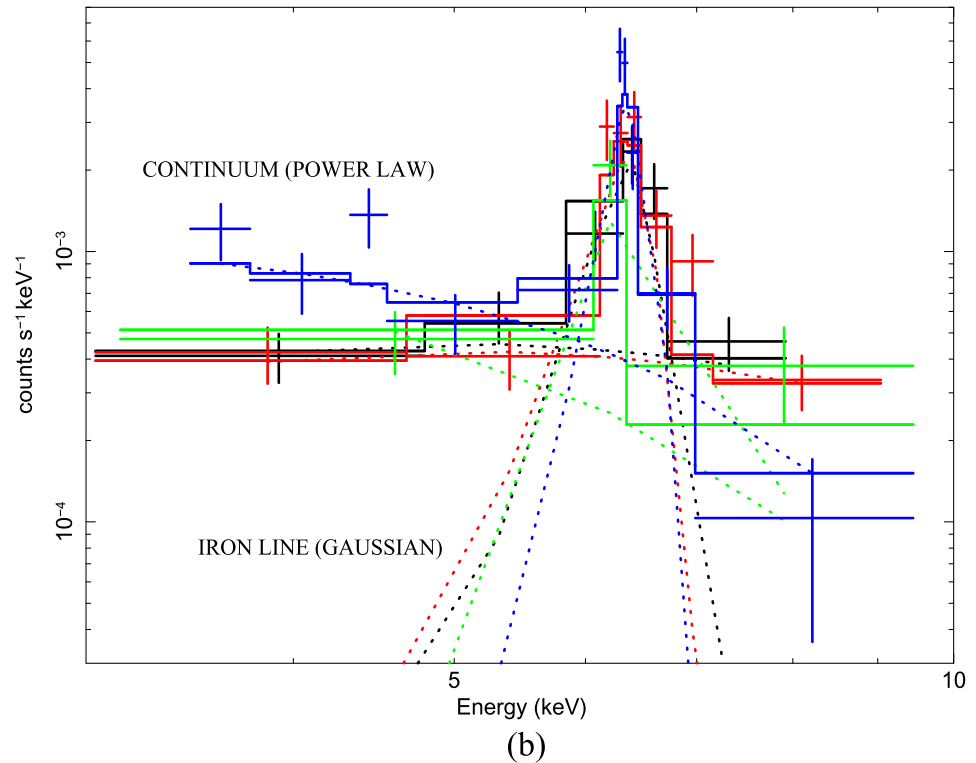 CONTINUUM (POWER LAW)
counts s⁻¹ keV⁻¹
10⁻³
10⁻⁴
IRON LINE (GAUSSIAN)
5
10
Energy (keV)
(b)